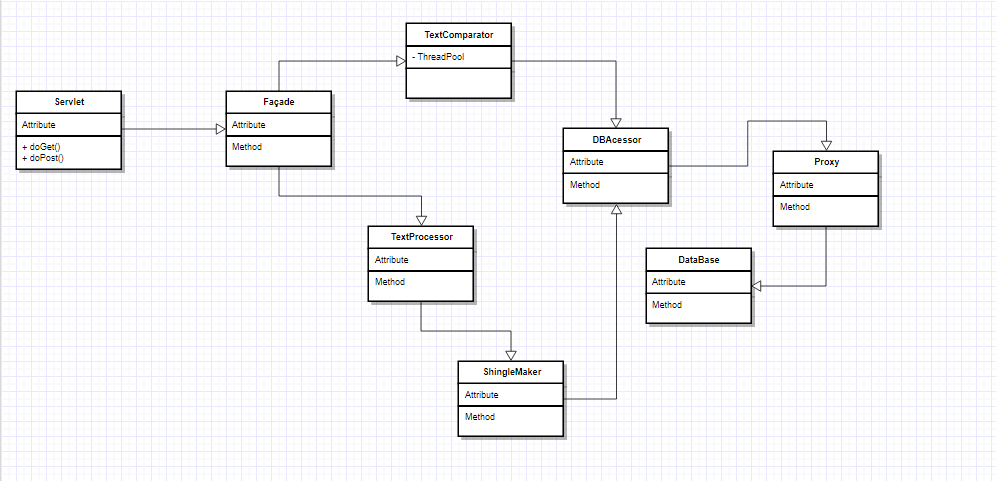 TextComparator
- ThreadPool
Servlet
Attribute
+ doGet()
+ doPost()
Façade
Attribute
Method
DBAcessor
Attribute
Method
Proxy
Attribute
Method
TextProcessor
Attribute
Method
DataBase
Attribute
Method
ShingleMaker
Attribute
Method